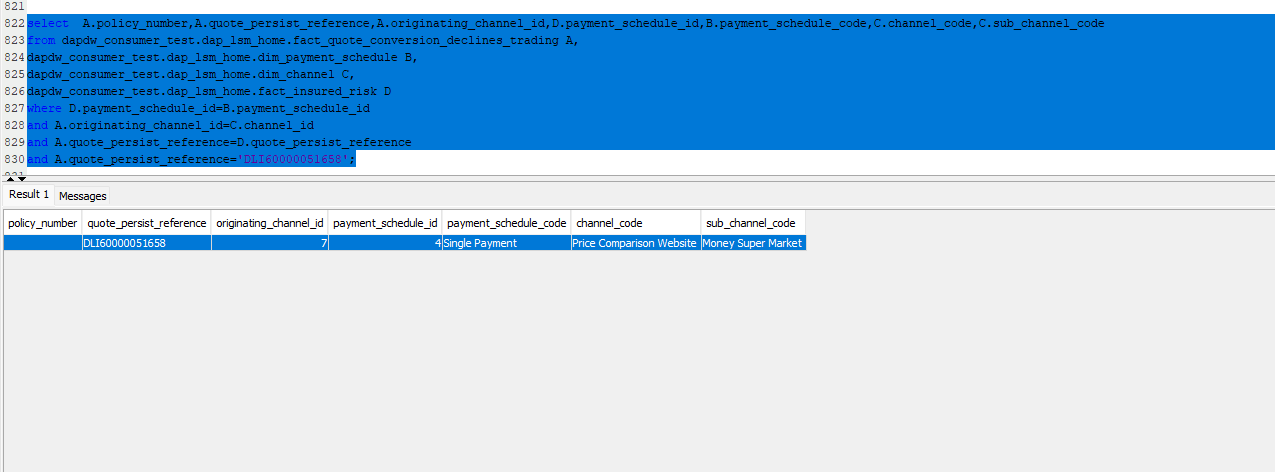 821
822 select  A.policy_number,A.quote_persist_reference,A.originating_channel_id,D.payment_schedule_id,B.payment_schedule_code,C.channel_code,C.sub_channel_code
823 from dapdw_consumer_test.dap_lsm_home.fact_quote_conversion_declines_trading A,
824 dapdw_consumer_test.dap_lsm_home.dim_payment_schedule B,
825 dapdw_consumer_test.dap_lsm_home.dim_channel C,
826 dapdw_consumer_test.dap_lsm_home.fact_insured_risk D
827 where D.payment_schedule_id=B.payment_schedule_id
828 and A.originating_channel_id=C.channel_id
829 and A.quote_persist_reference=D.quote_persist_reference
830 and A.quote_persist_reference='DLI60000051658';
831
Result 1 Messages
policy_number quote_persist_reference originating_channel_id payment_schedule_id payment_schedule_code channel_code sub_channel_code
DLI60000051658 7 4 Single Payment Price Comparison Website Money Super Market